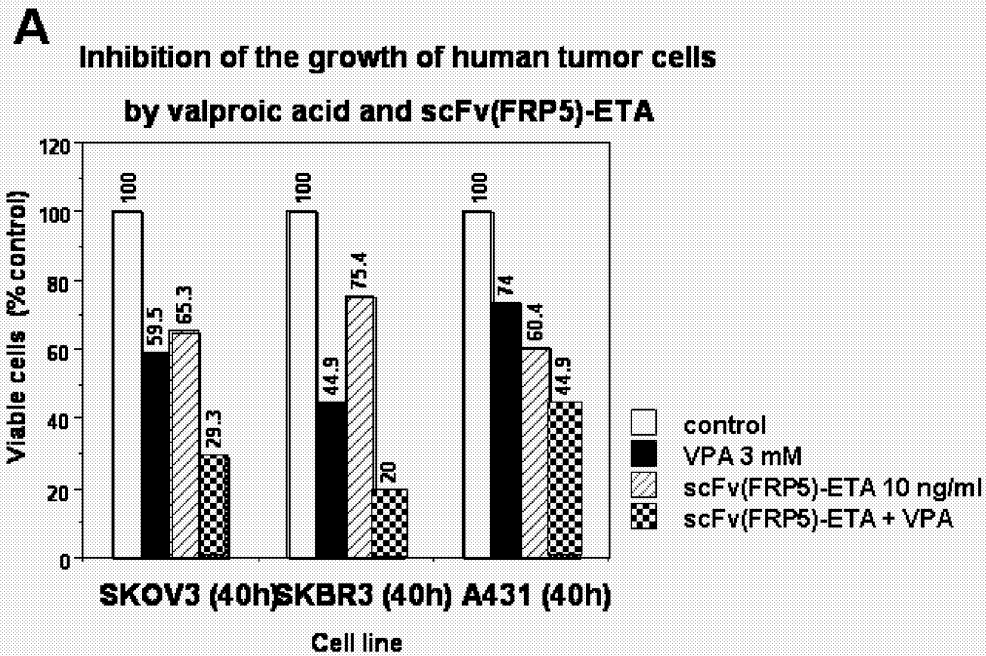 A
Inhibition of the growth of human tumor cells
by valproic acid and scFv(FRP5)-ETA
Viable cells (% control)
120
100
80
60
40
20
0
100
59.5
65.3
29.3
100
44.9
75.4
20
100
74
60.4
44.9
control
VPA 3 mM
scFv(FRP5)-ETA 10 ng/ml
scFv(FRP5)-ETA + VPA
SKOV3 (40h)
SKBR3 (40h)
A431 (40h)
Cell line